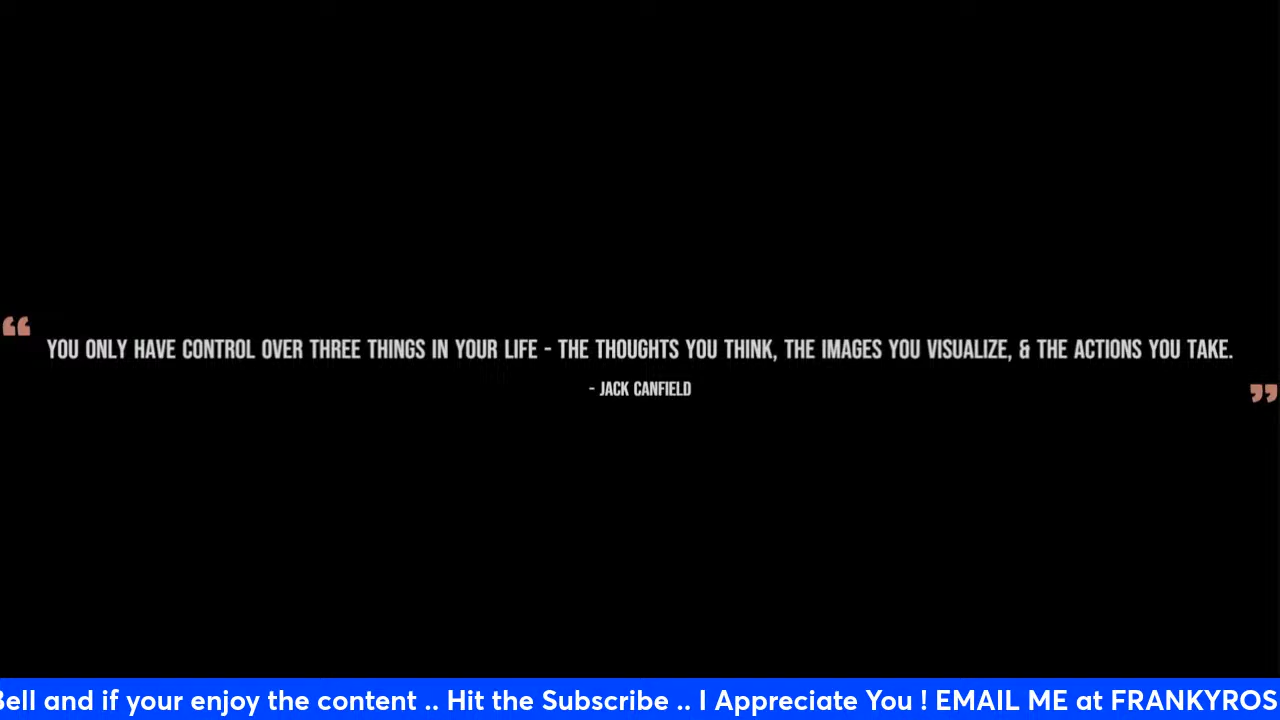 “
YOU ONLY HAVE CONTROL OVER THREE THINGS IN YOUR LIFE - THE THOUGHTS YOU THINK, THE IMAGES YOU VISUALIZE, & THE ACTIONS YOU TAKE.
- JACK CANFIELD
”
Bell and if your enjoy the content .. Hit the Subscribe .. I Appreciate You ! EMAIL ME at FRANKYROS